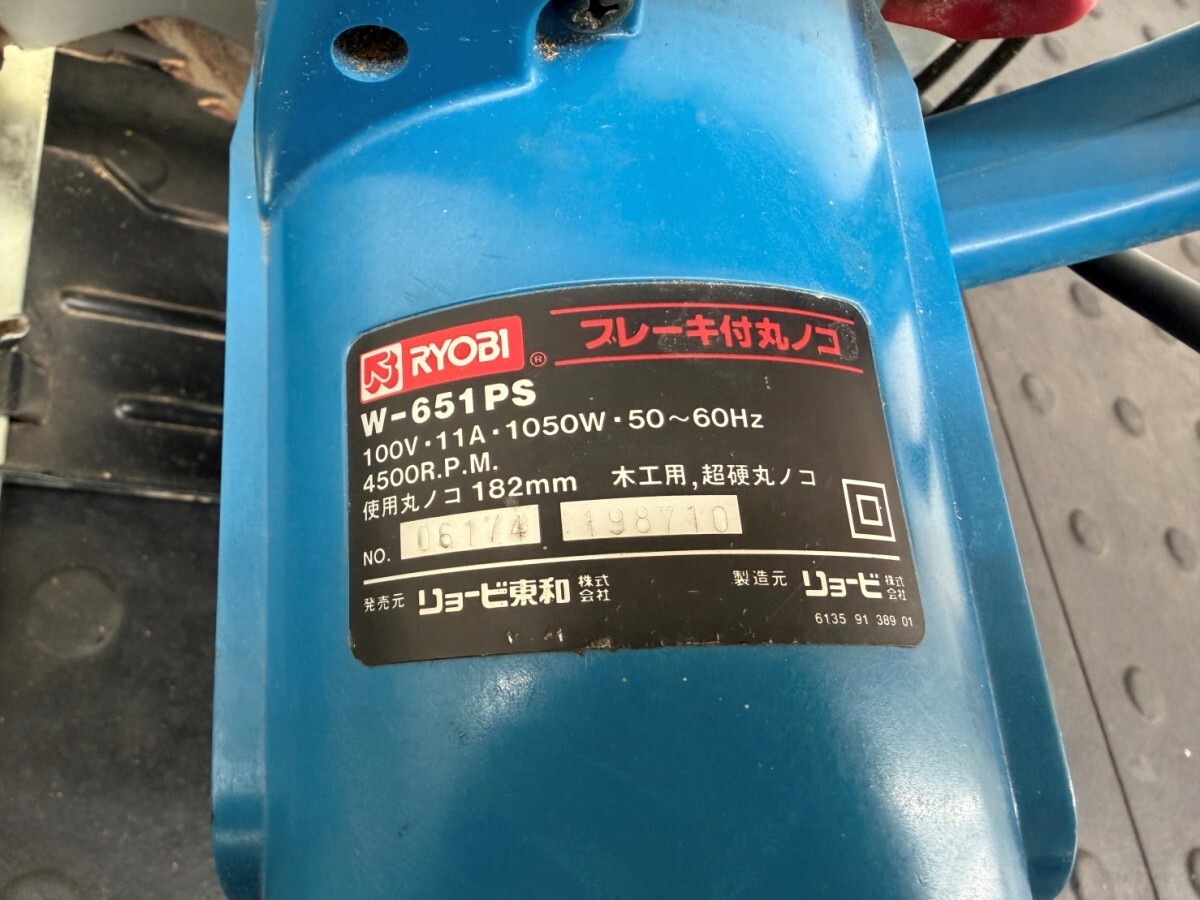 RYOBI ® ブレーキ付丸ノコ
W-651PS
100V・11A・1050W・50～60Hz
4500R.P.M.
使用丸ノコ 182mm 木工用,超硬丸ノコ
NO. 06174 198710
発売元 リョービ東和 株式会社 製造元 リョービ 株式会社
6135 91 389 01